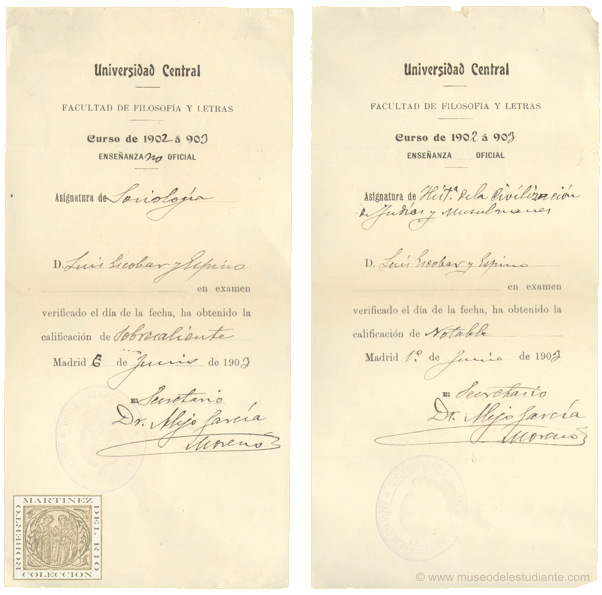 Universidad Central
FACULTAD DE FILOSOFÍA Y LETRAS
Curso de 1902 á 903
ENSEÑANZA no OFICIAL
Asignatura de Sociología
D. Luis Escobar y Espino
en examen
verificado el día de la fecha, ha obtenido la
calificación de Sobresaliente
Madrid 6 de Junio de 1903
El Secretario
Dr. Alejo García
Moreno
ROBERTO MARTINEZ DEL RIO
COLECCION
Universidad Central
FACULTAD DE FILOSOFÍA Y LETRAS
Curso de 1902 á 903
ENSEÑANZA OFICIAL
Asignatura de Histª de la Civilización
de Judíos y Musulmanes
D. Luis Escobar y Espino
en examen
verificado el día de la fecha, ha obtenido la
calificación de Notable
Madrid 1º de Junio de 1903
El Secretario
Dr. Alejo García
Moreno
© www.museodelestudiante.com